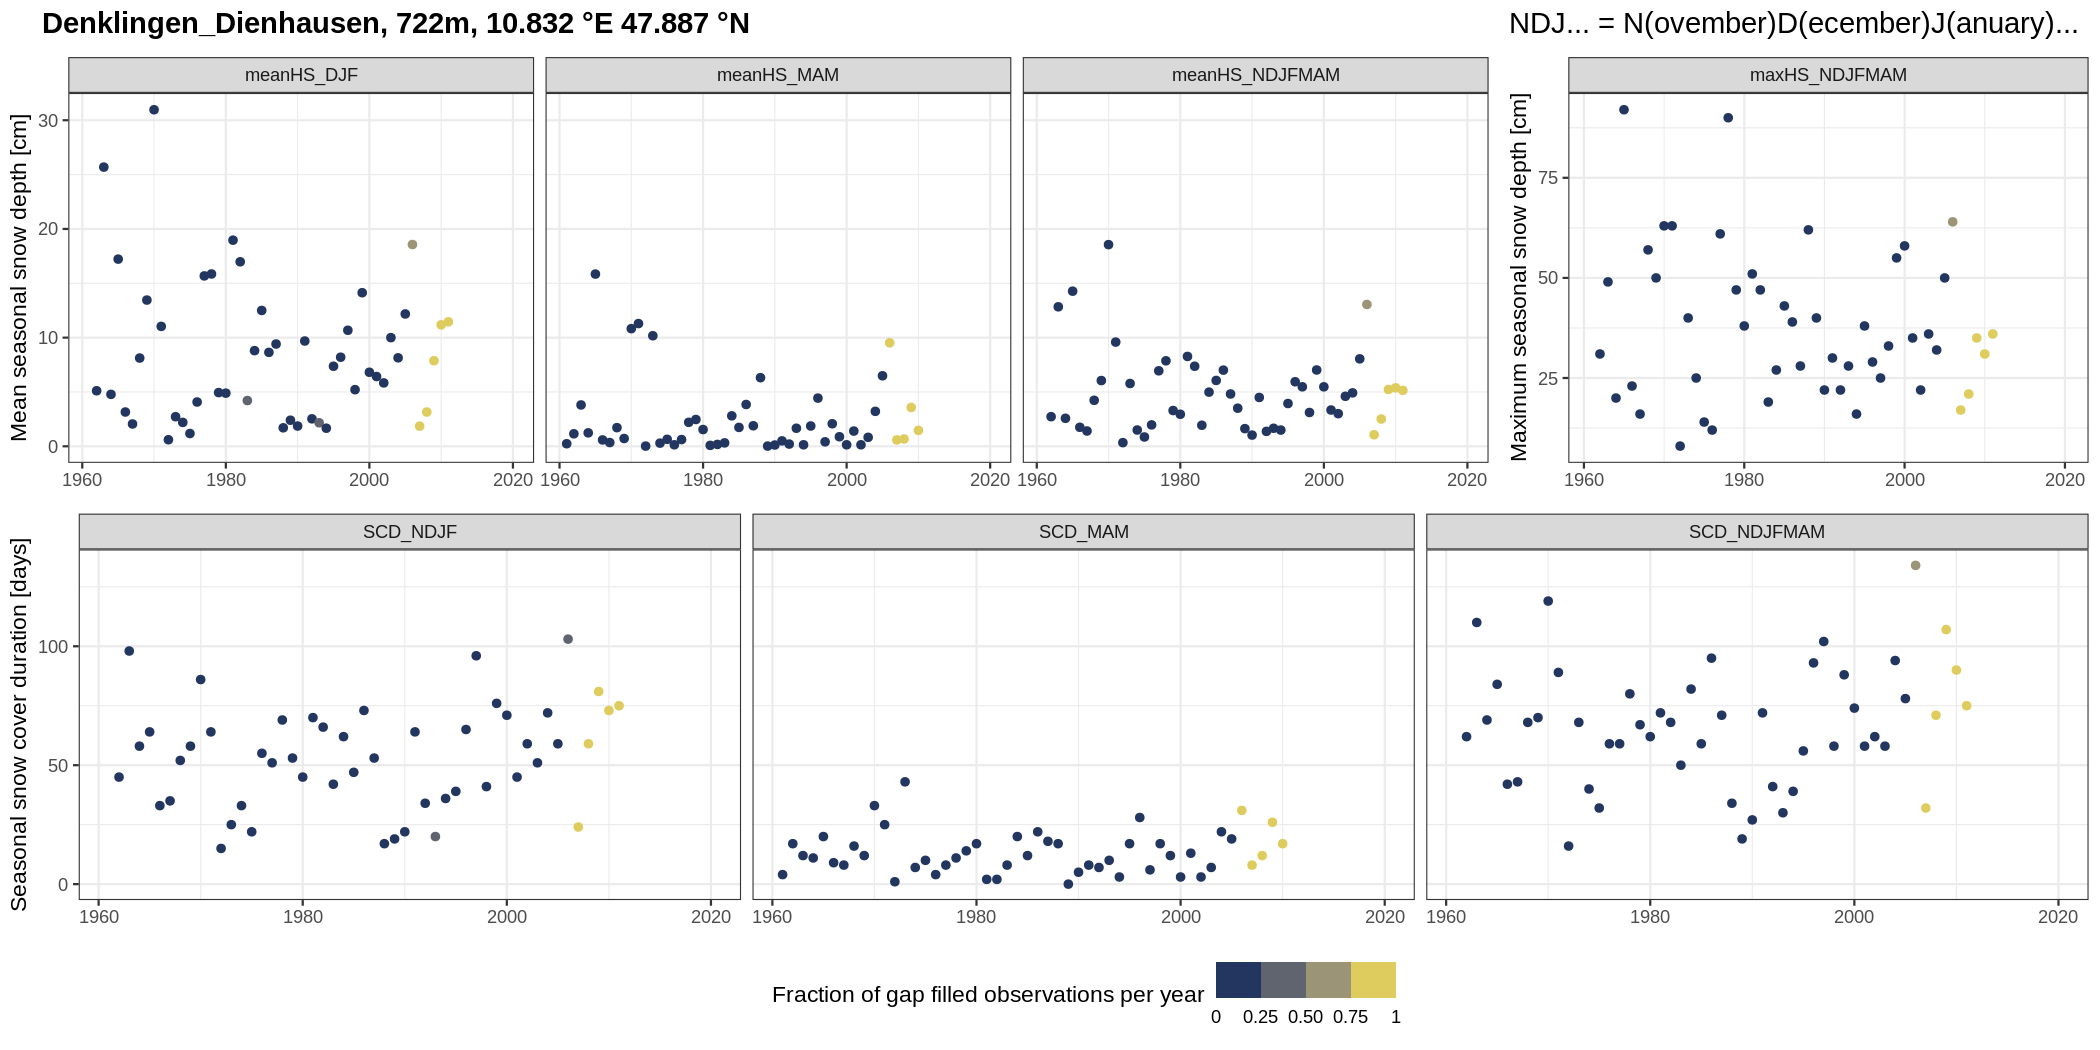 Denklingen_Dienhausen, 722m, 10.832 °E 47.887 °N
NDJ... = N(ovember)D(ecember)J(anuary)...
meanHS_DJF
meanHS_MAM
meanHS_NDJFMAM
maxHS_NDJFMAM
Mean seasonal snow depth [cm]
30
20
10
0
1960 1980 2000 2020
1960 1980 2000 2020
1960 1980 2000 2020
Maximum seasonal snow depth [cm]
75
50
25
1960 1980 2000 2020
SCD_NDJF
SCD_MAM
SCD_NDJFMAM
Seasonal snow cover duration [days]
100
50
0
1960 1980 2000 2020
1960 1980 2000 2020
1960 1980 2000 2020
Fraction of gap filled observations per year
0 0.25 0.50 0.75 1